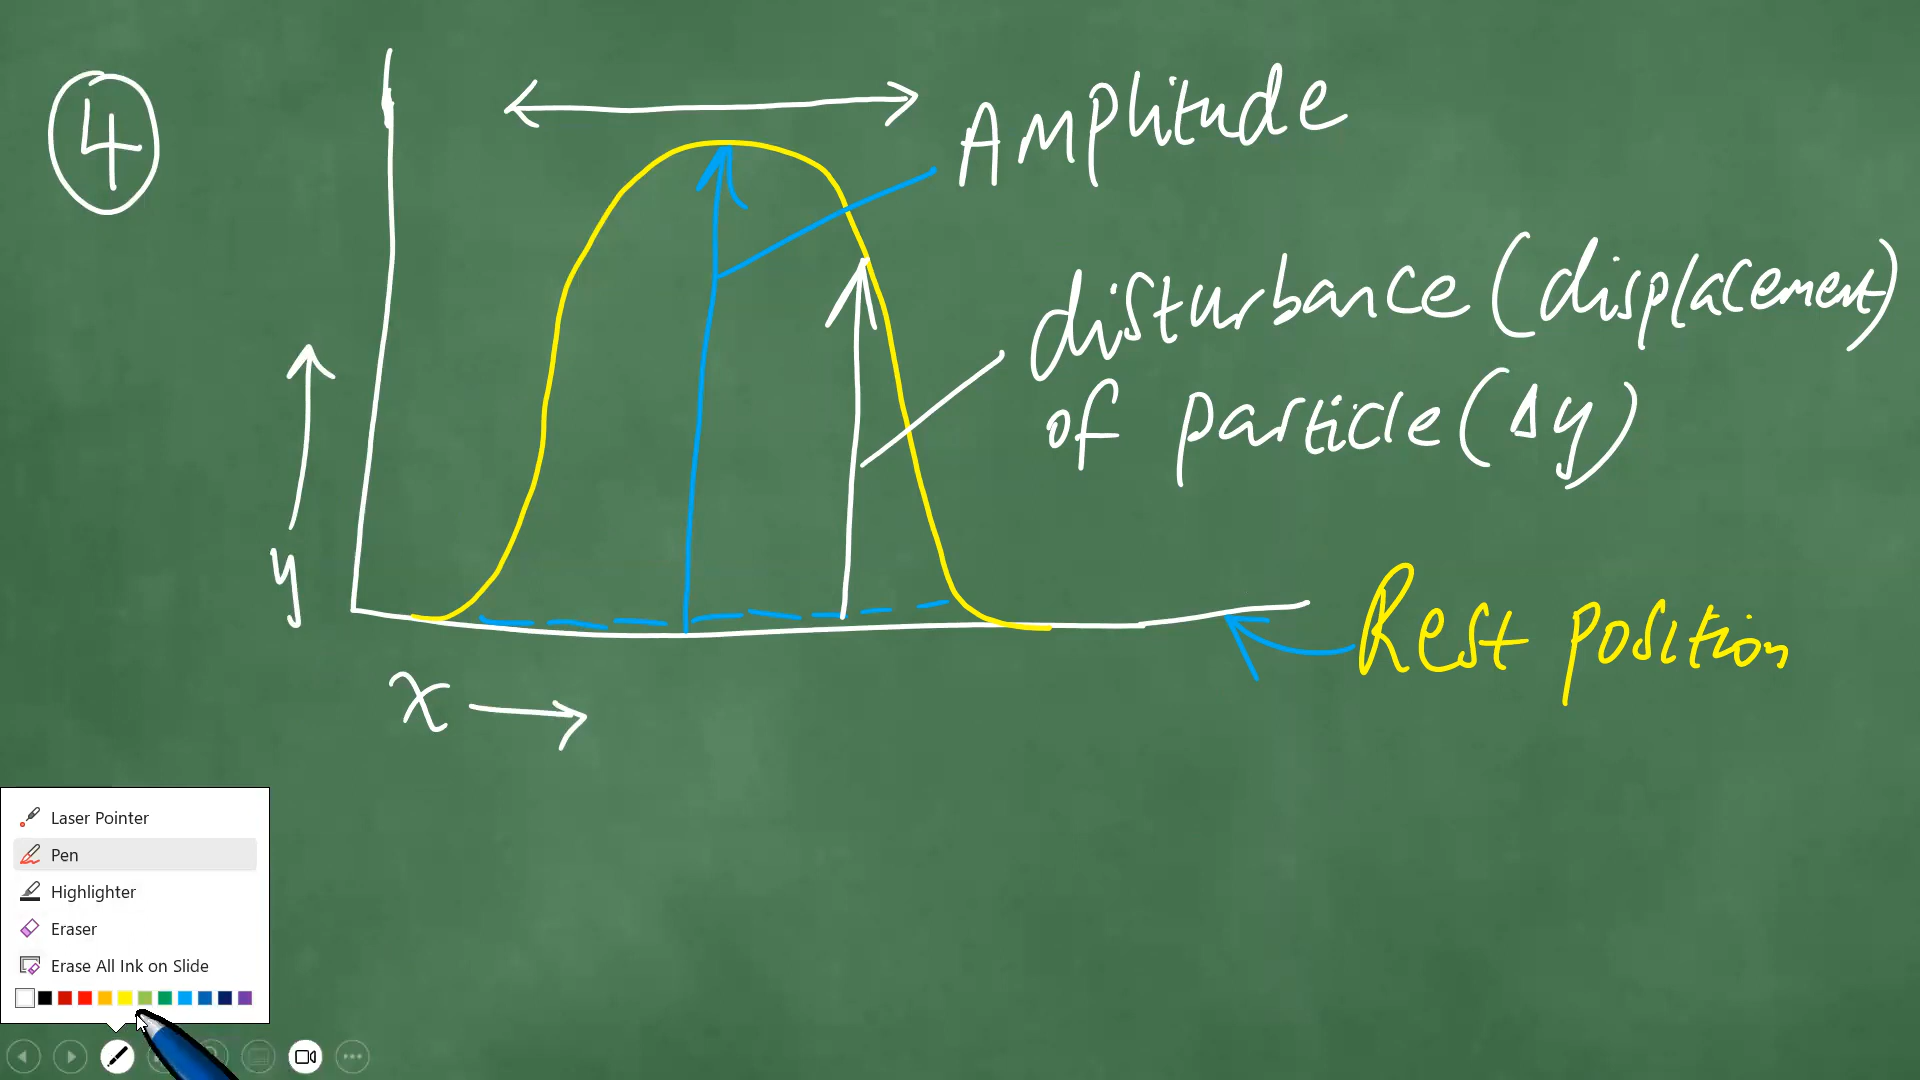 4
Amplitude
disturbance (displacement)
of particle (Δy)
y
Rest position
x
Laser Pointer
Pen
Highlighter
Eraser
Erase All Ink on Slide